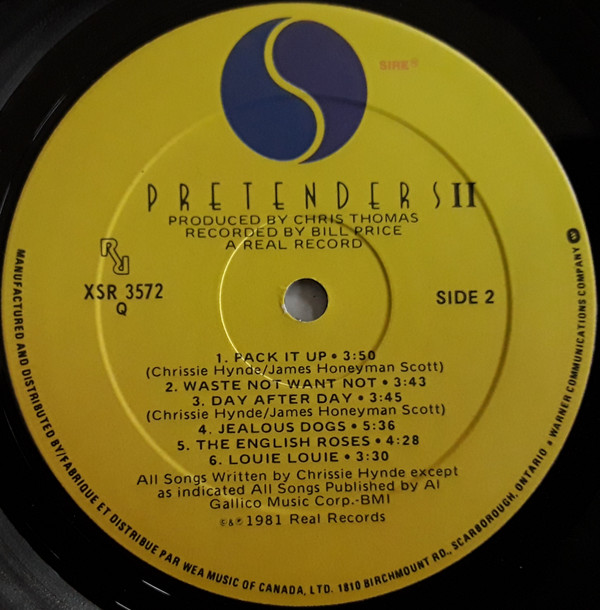 SIRE®
PRETENDERS II
PRODUCED BY CHRIS THOMAS
RECORDED BY BILL PRICE
A REAL RECORD
XSR 3572
Q
SIDE 2
1. PACK IT UP • 3:50
(Chrissie Hynde/James Honeyman Scott)
2. WASTE NOT WANT NOT • 3:43
3. DAY AFTER DAY • 3:45
(Chrissie Hynde/James Honeyman Scott)
4. JEALOUS DOGS • 5:36
5. THE ENGLISH ROSES • 4:28
6. LOUIE LOUIE • 3:30
All Songs Written by Chrissie Hynde except
as indicated All Songs Published by Al
Gallico Music Corp.-BMI
©&℗ 1981 Real Records
MANUFACTURED AND DISTRIBUTED BY/FABRIQUE ET DISTRIBUE PAR WEA MUSIC OF CANADA, LTD. 1810 BIRCHMOUNT RD., SCARBOROUGH, ONTARIO • WARNER COMMUNICATIONS COMPANY